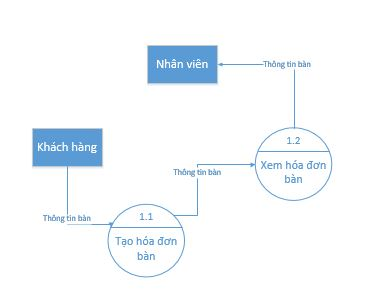 Nhân viên
Thông tin bàn
Khách hàng
1.2
Xem hóa đơn
bàn
Thông tin bàn
Thông tin bàn
1.1
Tạo hóa đơn
bàn